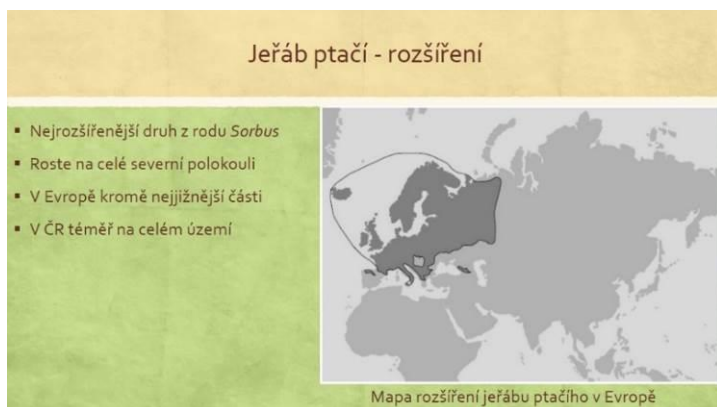 Jeřáb ptačí - rozšíření
▪ Nejrozšířenější druh z rodu Sorbus
▪ Roste na celé severní polokouli
▪ V Evropě kromě nejjižnější části
▪ V ČR téměř na celém území
Mapa rozšíření jeřábu ptačího v Evropě